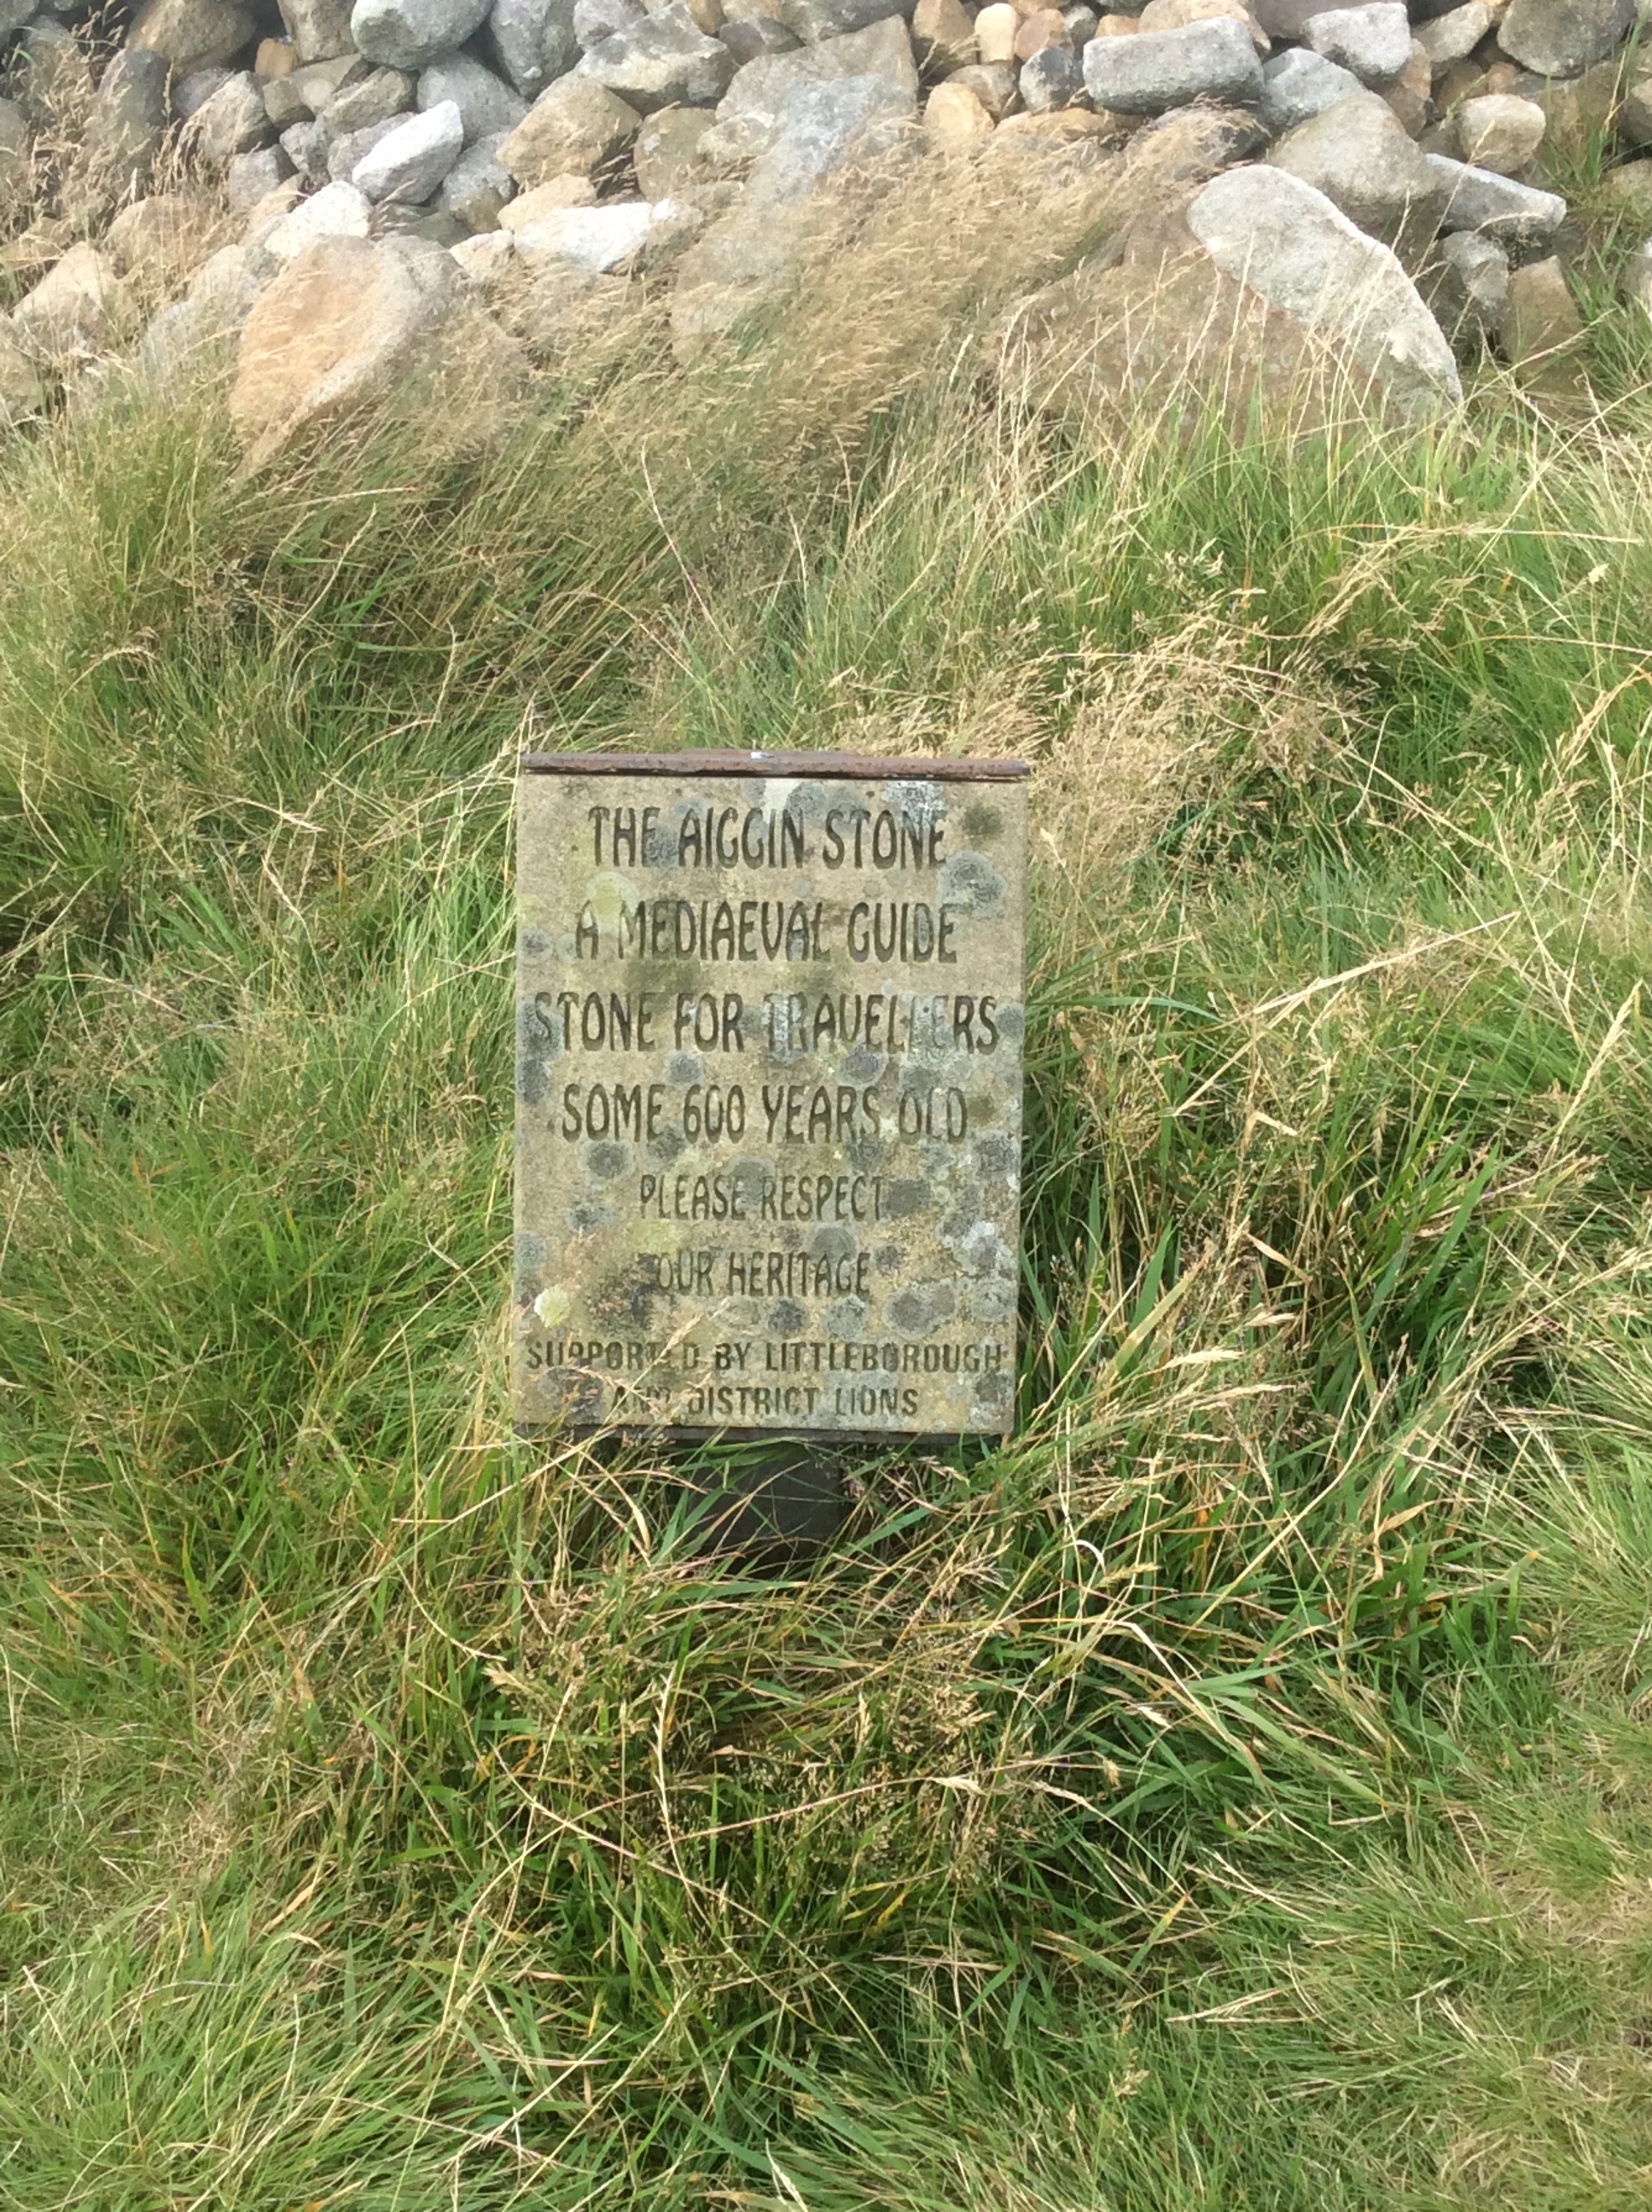 THE AIGGIN STONE
A MEDIAEVAL GUIDE
STONE FOR TRAVELLERS
SOME 600 YEARS OLD
PLEASE RESPECT
OUR HERITAGE
SUPPORTED BY LITTLEBOROUGH
AND DISTRICT LIONS